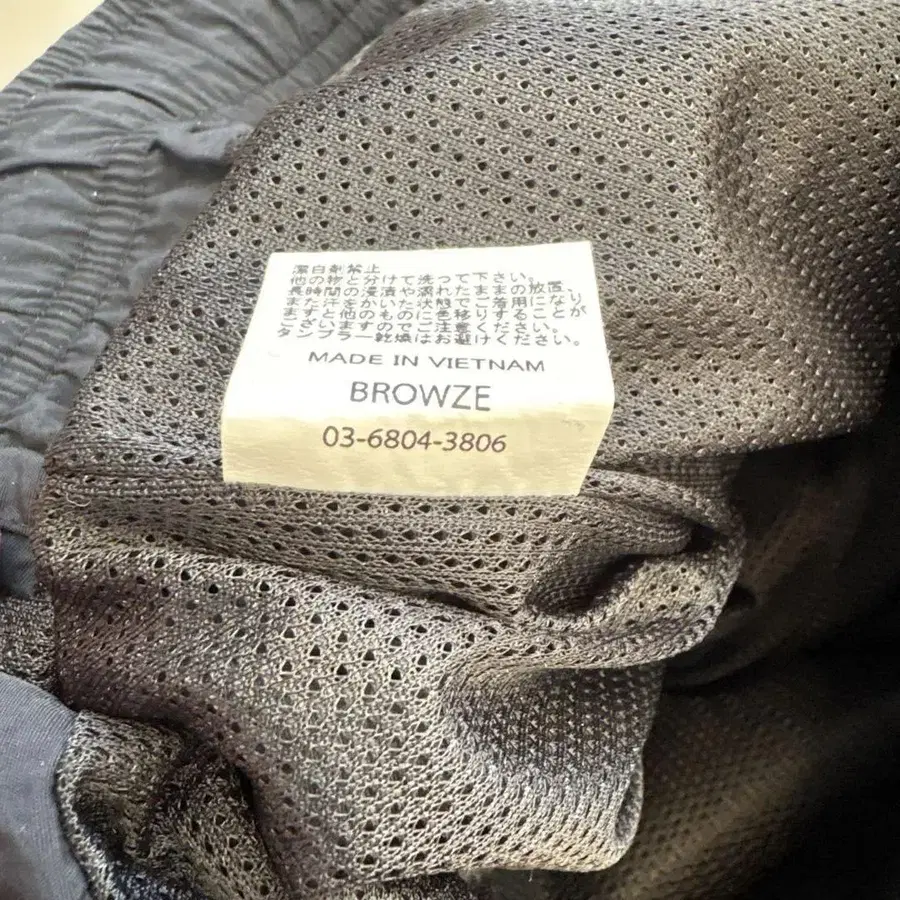 漂白剤禁止
他の物と分けて洗って下さい。
長時間の浸漬や濡れたままの放置、
また汗をかいた状態でご着用になり
ますと他のものに色移りすることが
ございますのでご注意ください。
タンブラー乾燥はお避けください。
MADE IN VIETNAM
BROWZE
03-6804-3806